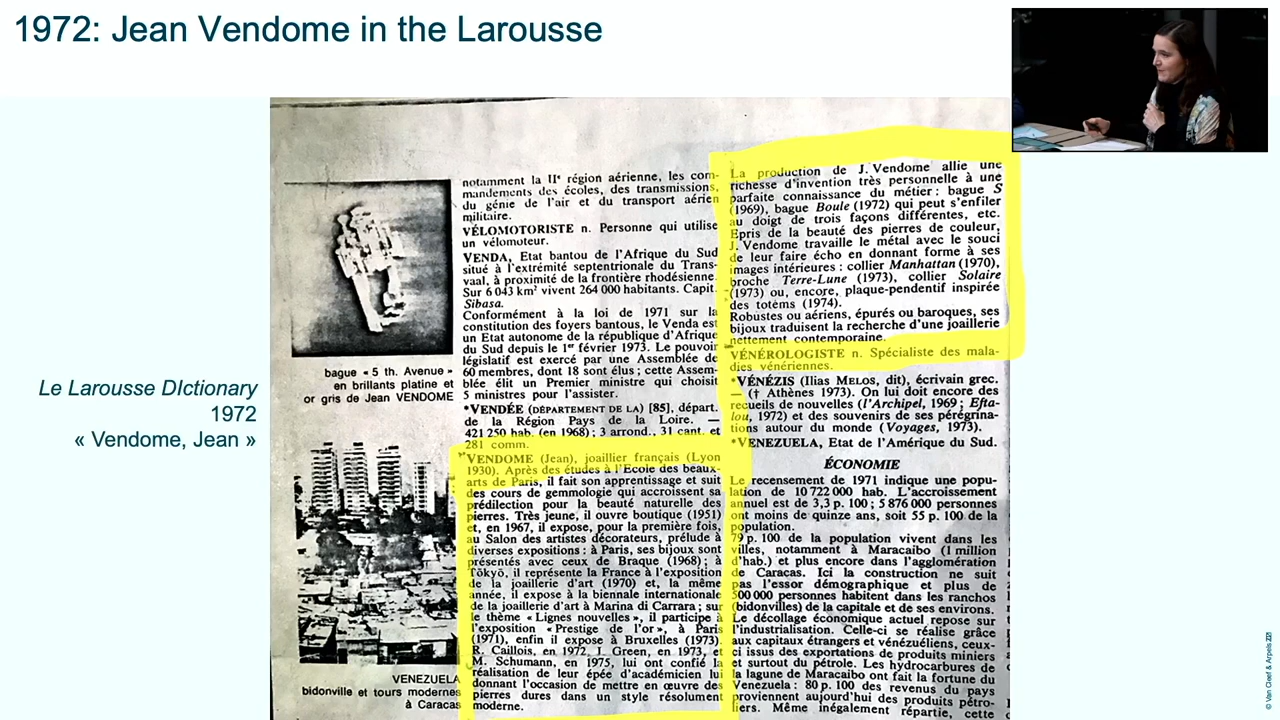 1972: Jean Vendome in the Larousse
Le Larousse DIctionary
1972
« Vendome, Jean »
bague « 5 th. Avenue »
en brillants platine et
or gris de Jean VENDOME
VENEZUELA
bidonville et tours modernes
à Caracas
notamment la IIe région aérienne, les com-
mandements des écoles, des transmissions,
du génie de l'air et du transport aérien
militaire.
VÉLOMOTORISTE n. Personne qui utilise
un vélomoteur.
VENDA, Etat bantou de l'Afrique du Sud
situé à l'extrémité septentrionale du Trans-
vaal, à proximité de la frontière rhodésienne.
Sur 6 043 km² vivent 264 000 habitants. Capit.
Sibasa.
Conformément à la loi de 1971 sur la
constitution des foyers bantous, le Venda est
un Etat autonome de la république d'Afrique
du Sud depuis le 1er février 1973. Le pouvoir
législatif est exercé par une Assemblée de
60 membres, dont 18 sont élus ; cette Assem-
blée élit un Premier ministre qui choisit
5 ministres pour l'assister.
*VENDÉE (DÉPARTEMENT DE LA) [85], départ.
de la Région Pays de la Loire. —
421 250 hab. (en 1968) ; 3 arrond., 31 cant. et
281 comm.
*VENDOME (Jean), joaillier français (Lyon
1930). Après des études à l'Ecole des beaux-
arts de Paris, il fait son apprentissage et suit
des cours de gemmologie qui accroissent sa
prédilection pour la beauté naturelle des
pierres. Très jeune, il ouvre boutique (1951)
et, en 1967, il expose, pour la première fois,
au Salon des artistes décorateurs, prélude à
diverses expositions : à Paris, ses bijoux sont
présentés avec ceux de Braque (1968) ; à
Tōkyō, il représente la France à l'exposition
de la joaillerie d'art (1970) et, la même
année, il expose à la biennale internationale
de la joaillerie d'art à Marina di Carrara ; sur
le thème « Lignes nouvelles », il participe à
l'exposition « Prestige de l'or », à Paris
(1971), enfin il expose à Bruxelles (1973).
R. Caillois, en 1972, J. Green, en 1973, et
M. Schumann, en 1975, lui ont confié la
réalisation de leur épée d'académicien lui
donnant l'occasion de mettre en œuvre des
pierres dures dans un style résolument
moderne.
La production de J. Vendome allie une
richesse d'invention très personnelle à une
parfaite connaissance du métier : bague S
(1969), bague Boule (1972) qui peut s'enfiler
au doigt de trois façons différentes, etc.
Epris de la beauté des pierres de couleur,
J. Vendome travaille le métal avec le souci
de leur faire écho en donnant forme à ses
images intérieures : collier Manhattan (1970),
broche Terre-Lune (1973), collier Solaire
(1973) ou, encore, plaque-pendentif inspirée
des totems (1974).
Robustes ou aériens, épurés ou baroques, ses
bijoux traduisent la recherche d'une joaillerie
nettement contemporaine.
VÉNÉROLOGISTE n. Spécialiste des mala-
dies vénériennes.
*VÉNÉZIS (Ilias MELOS, dit), écrivain grec.
— († Athènes 1973). On lui doit encore des
recueils de nouvelles (l'Archipel, 1969 ; Efta-
lou, 1972) et des souvenirs de ses pérégrina-
tions autour du monde (Voyages, 1973).
*VENEZUELA, Etat de l'Amérique du Sud.
ÉCONOMIE
Le recensement de 1971 indique une popu-
lation de 10 722 000 hab. L'accroissement
annuel est de 3,3 p. 100 ; 5 876 000 personnes
ont moins de quinze ans, soit 55 p. 100 de la
population.
79 p. 100 de la population vivent dans les
villes, notamment à Maracaibo (1 million
d'hab.) et plus encore dans l'agglomération
de Caracas. Ici la construction ne suit
pas l'essor démographique et plus de
500 000 personnes habitent dans les ranchos
(bidonvilles) de la capitale et de ses environs.
Le décollage économique actuel repose sur
l'industrialisation. Celle-ci se réalise grâce
aux capitaux étrangers et vénézuéliens, ceux-
ci issus des exportations de produits miniers
et surtout du pétrole. Les hydrocarbures de
la lagune de Maracaibo ont fait la fortune du
Venezuela : 80 p. 100 des revenus du pays
proviennent aujourd'hui des produits pétro-
liers. Même inégalement répartie, cette
© Van Cleef & Arpels